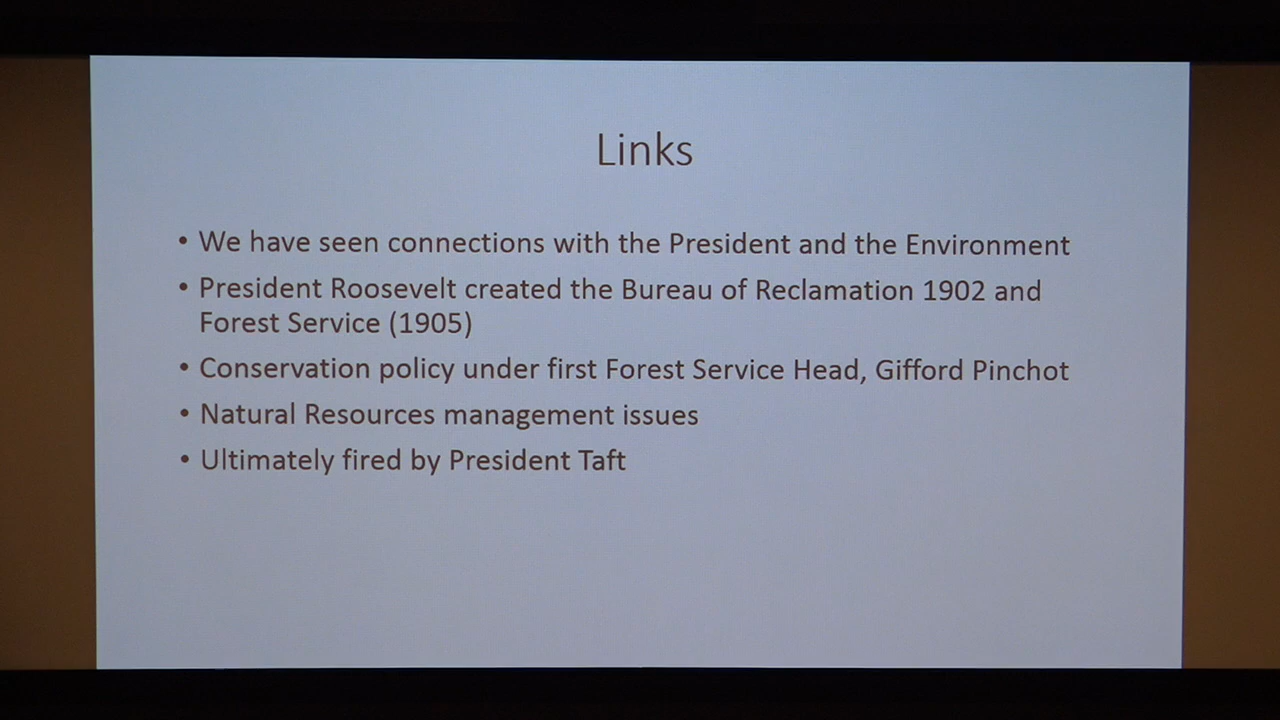 Links
• We have seen connections with the President and the Environment
• President Roosevelt created the Bureau of Reclamation 1902 and
Forest Service (1905)
• Conservation policy under first Forest Service Head, Gifford Pinchot
• Natural Resources management issues
• Ultimately fired by President Taft